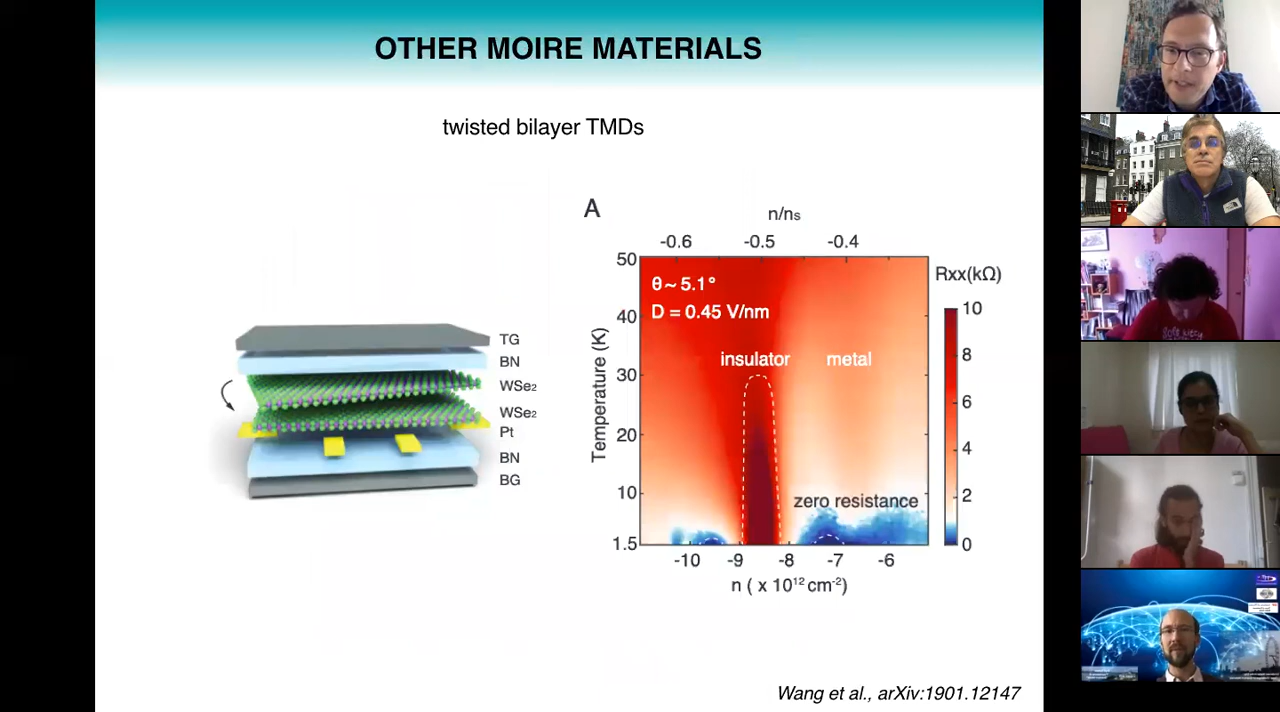 OTHER MOIRE MATERIALS
twisted bilayer TMDs
TG
BN
WSe₂
WSe₂
Pt
BN
BG
A
n/nₛ
-0.6 -0.5 -0.4
Rxx(kΩ)
θ~ 5.1°
D = 0.45 V/nm
insulator metal
zero resistance
Temperature (K)
50
40
30
20
10
1.5
-10 -9 -8 -7 -6
n ( x 10¹² cm⁻²)
10
8
6
4
2
0
Wang et al., arXiv:1901.12147